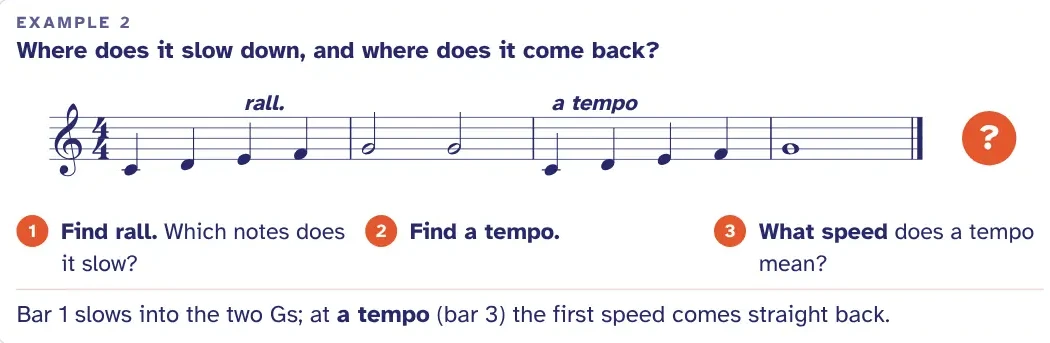 EXAMPLE 2
Where does it slow down, and where does it come back?
rall. a tempo
4
4
?
1 Find rall. Which notes does
it slow?
2 Find a tempo.
3 What speed does a tempo
mean?
Bar 1 slows into the two Gs; at a tempo (bar 3) the first speed comes straight back.